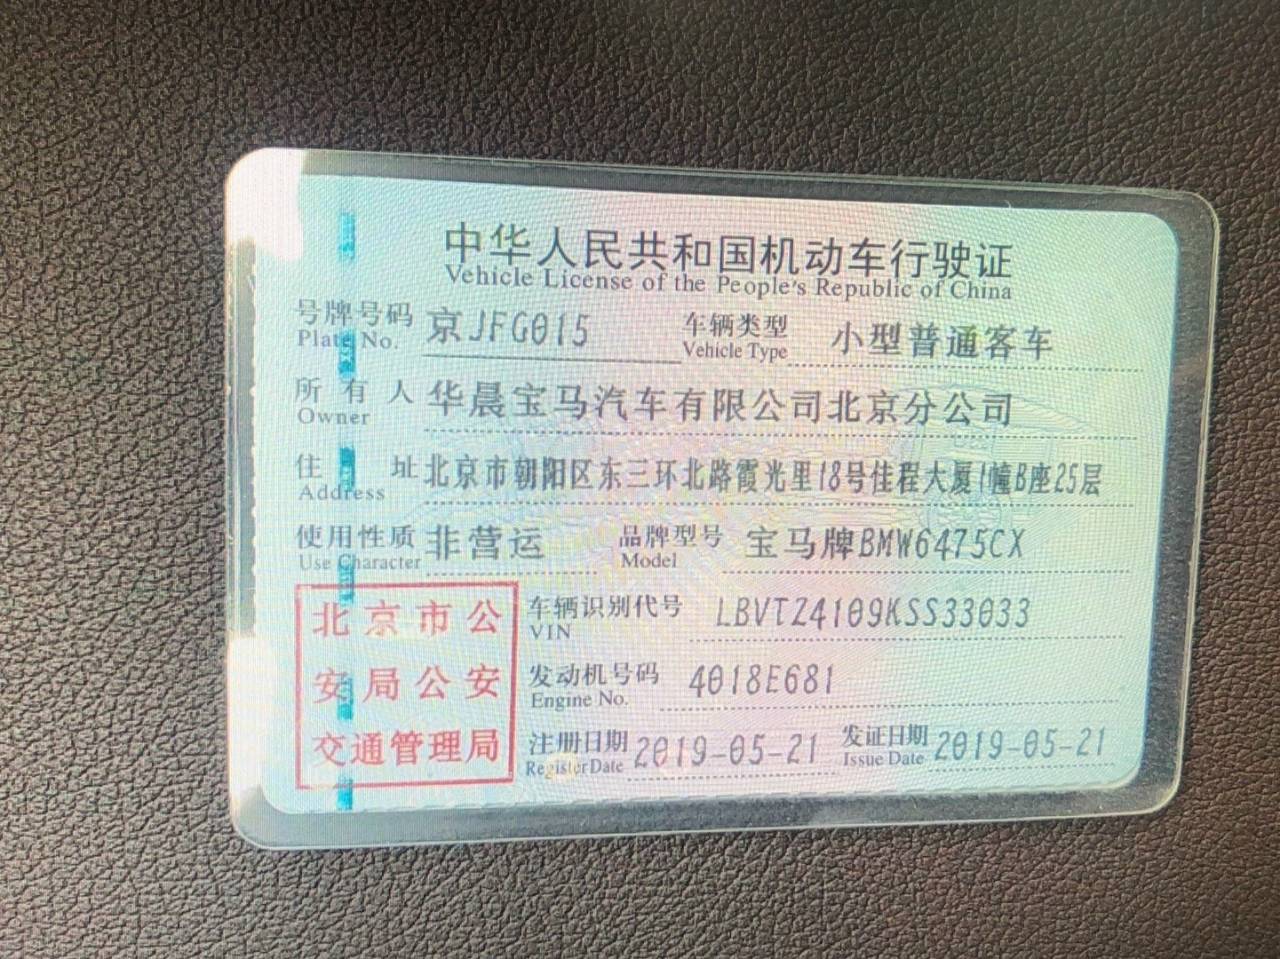 中华人民共和国机动车行驶证
Vehicle License of the People's Republic of China
号牌号码 京JFG015 车辆类型 小型普通客车
Plate No. Vehicle Type
所有人 华晨宝马汽车有限公司北京分公司
Owner
住址 北京市朝阳区东三环北路霞光里18号佳程大厦1幢B座25层
Address
使用性质 非营运 品牌型号 宝马牌BMW6475CX
Use Character Model
北京市公
安局公安
交通管理局
车辆识别代号 LBVTZ4109KSS33033
VIN
发动机号码 4018E681
Engine No.
注册日期 2019-05-21 发证日期 2019-05-21
Register Date Issue Date